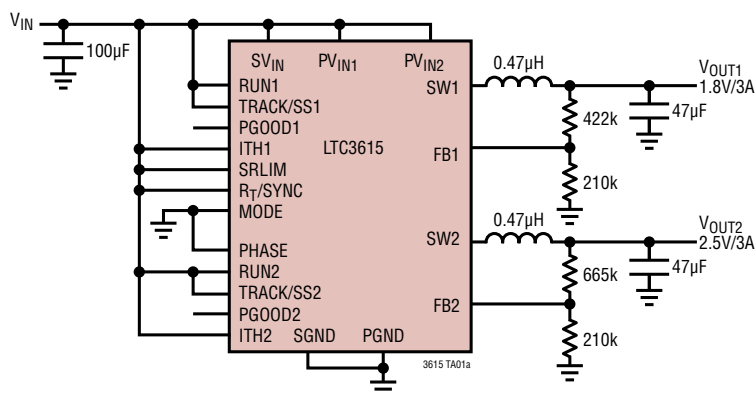 V_IN
100µF
SV_IN PV_IN1 PV_IN2
RUN1
TRACK/SS1
PGOOD1
ITH1
SRLIM
R_T/SYNC
MODE
PHASE
RUN2
TRACK/SS2
PGOOD2
ITH2
SGND PGND
LTC3615
SW1
FB1
SW2
FB2
3615 TA01a
0.47µH
V_OUT1
1.8V/3A
422k
47µF
210k
0.47µH
V_OUT2
2.5V/3A
665k
47µF
210k